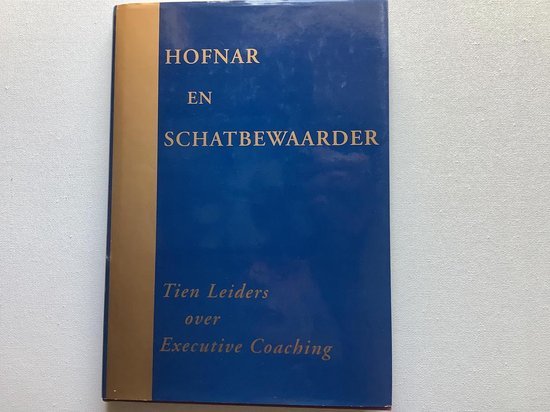 HOFNAR
EN
SCHATBEWAARDER
Tien Leiders
over
Executive Coaching